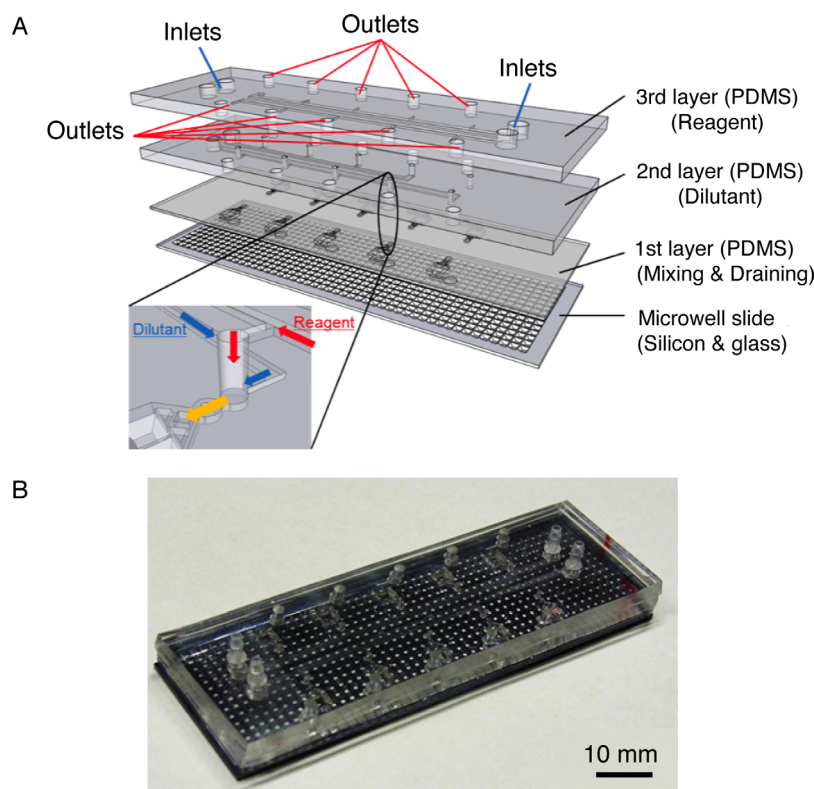 A
Inlets
Outlets
Inlets
Outlets
3rd layer (PDMS)
(Reagent)
2nd layer (PDMS)
(Dilutant)
1st layer (PDMS)
(Mixing & Draining)
Microwell slide
(Silicon & glass)
Dilutant
Reagent
B
10 mm